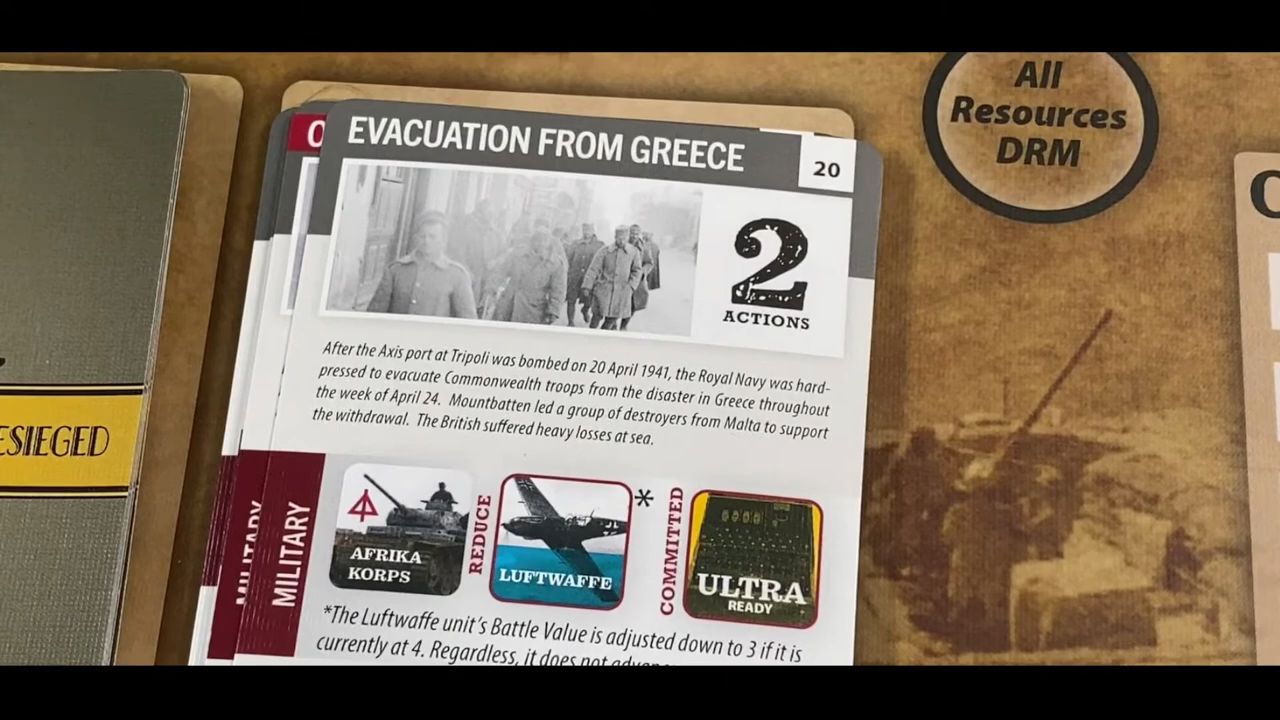 All
Resources
DRM
EVACUATION FROM GREECE
20
2
ACTIONS
After the Axis port at Tripoli was bombed on 20 April 1941, the Royal Navy was hard-
pressed to evacuate Commonwealth troops from the disaster in Greece throughout
the week of April 24. Mountbatten led a group of destroyers from Malta to support
the withdrawal. The British suffered heavy losses at sea.
ESIEGED
MILITARY
MILITARY
AFRIKA
KORPS
REDUCE
LUFTWAFFE
*
COMMITTED
ULTRA
READY
*The Luftwaffe unit's Battle Value is adjusted down to 3 if it is
currently at 4. Regardless, it does not